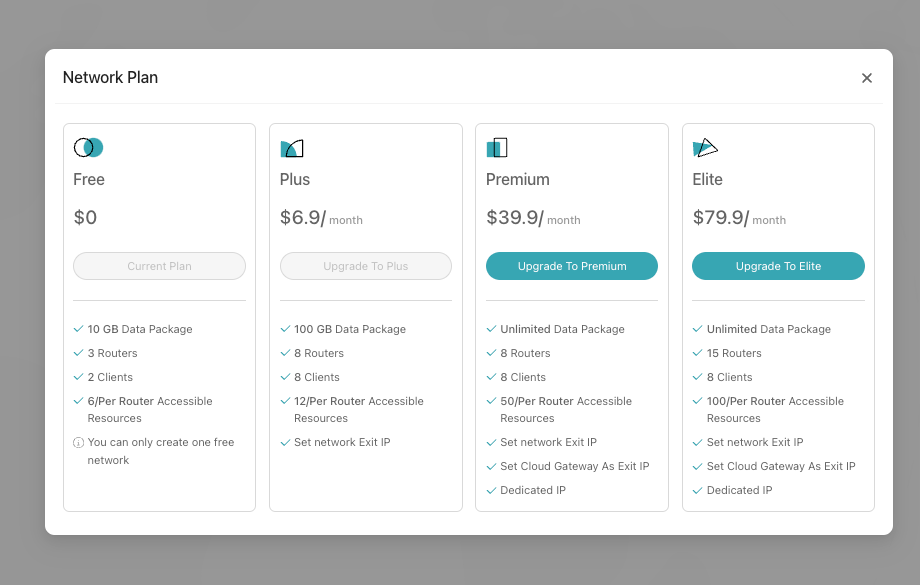 Network Plan
Free
$0
Current Plan
10 GB Data Package
3 Routers
2 Clients
6/Per Router Accessible
Resources
You can only create one free
network
Plus
$6.9/ month
Upgrade To Plus
100 GB Data Package
8 Routers
8 Clients
12/Per Router Accessible
Resources
Set network Exit IP
Premium
$39.9/ month
Upgrade To Premium
Unlimited Data Package
8 Routers
8 Clients
50/Per Router Accessible
Resources
Set network Exit IP
Set Cloud Gateway As Exit IP
Dedicated IP
Elite
$79.9/ month
Upgrade To Elite
Unlimited Data Package
15 Routers
8 Clients
100/Per Router Accessible
Resources
Set network Exit IP
Set Cloud Gateway As Exit IP
Dedicated IP